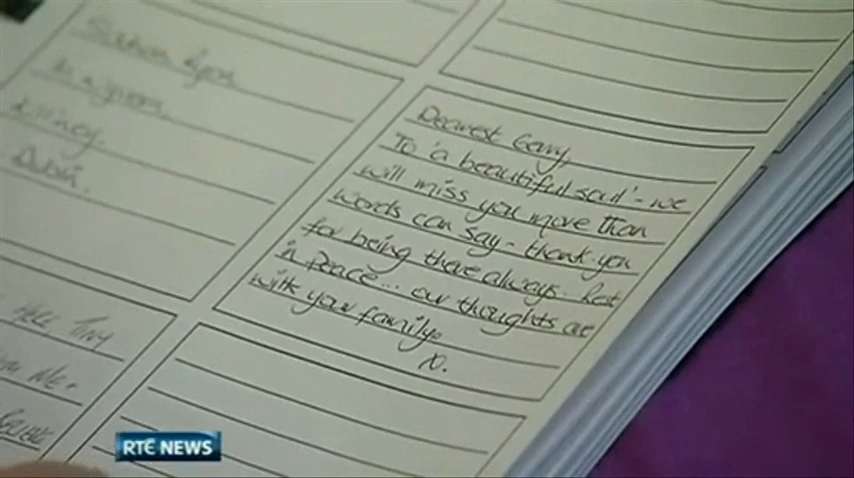 Dublin.
Dearest Gerry,
To 'a beautiful soul' - we
will miss you more than
words can say - thank you
for being there always. Rest
in Peace... our thoughts are
with your family.
x.
RTÉ NEWS